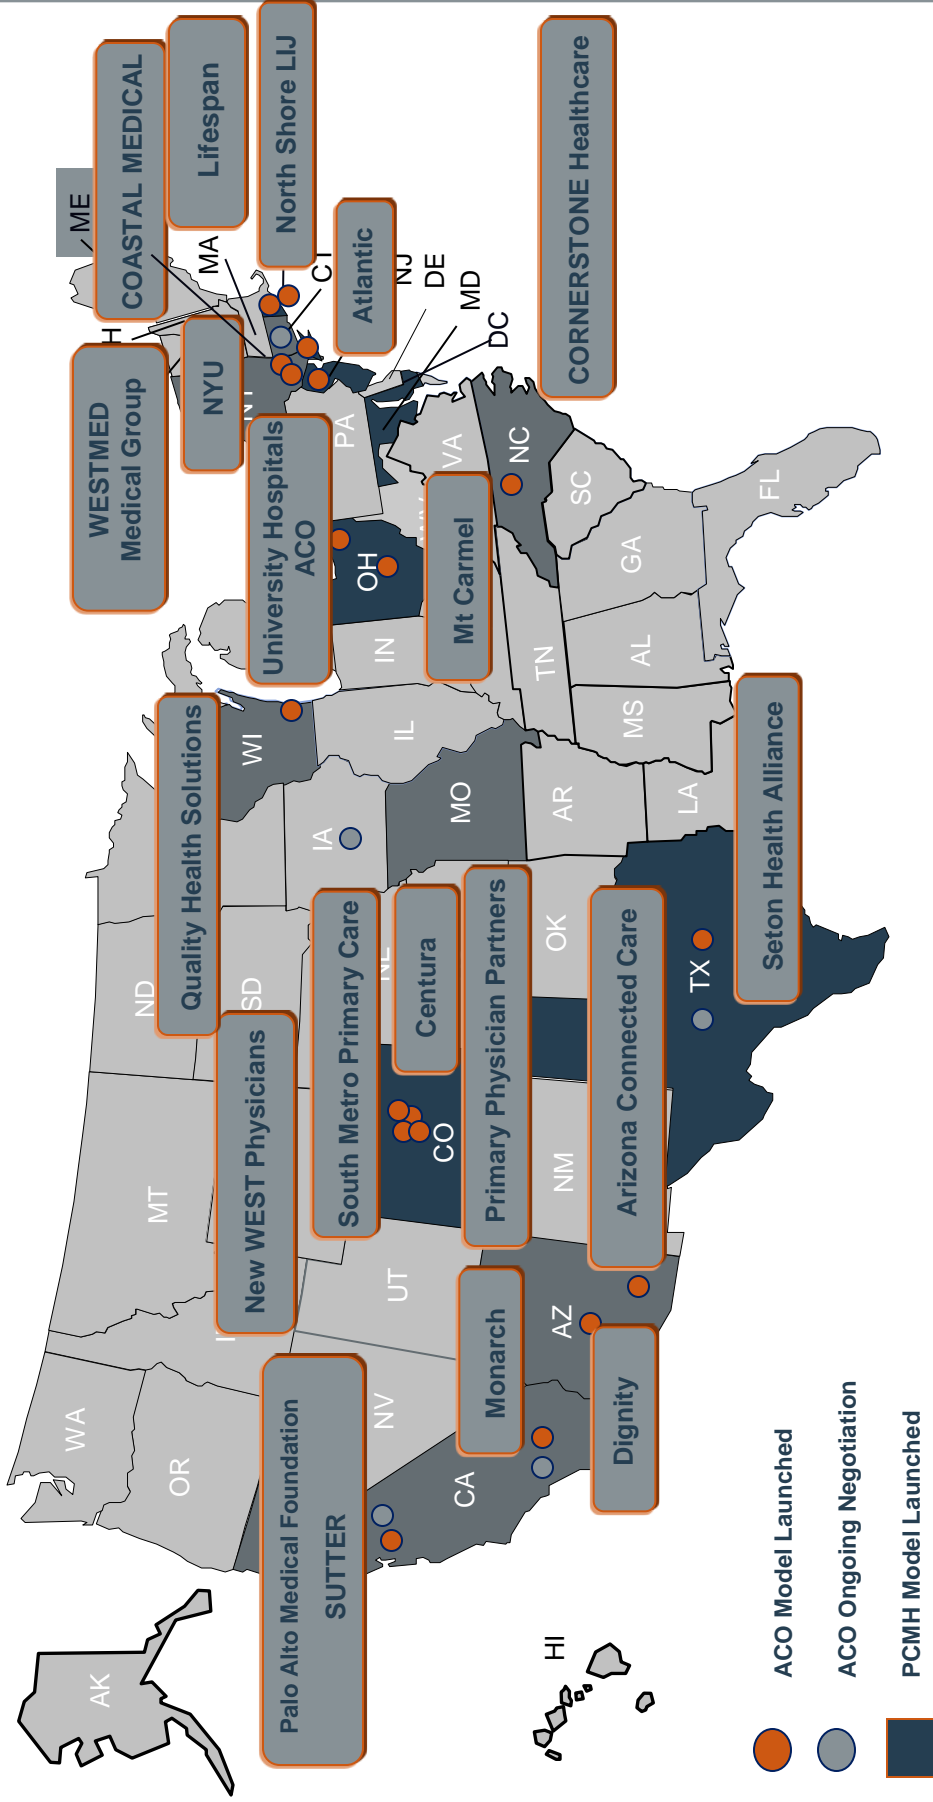 WA
OR
MT
ND
SD
WI
IA
NV
UT
CO
CA
AZ
NM
OK
TX
MO
AR
LA
IL
IN
OH
PA
TN
MS
AL
GA
SC
NC
VA
FL
AK
HI
ME
MA
DE
MD
DC
NJ
COASTAL MEDICAL
Lifespan
North Shore LIJ
Atlantic
CORNERSTONE Healthcare
WESTMED
Medical Group
NYU
University Hospitals
ACO
Mt Carmel
Quality Health Solutions
New WEST Physicians
South Metro Primary Care
Centura
Primary Physician Partners
Arizona Connected Care
Seton Health Alliance
Palo Alto Medical Foundation
SUTTER
Monarch
Dignity
ACO Model Launched
ACO Ongoing Negotiation
PCMH Model Launched